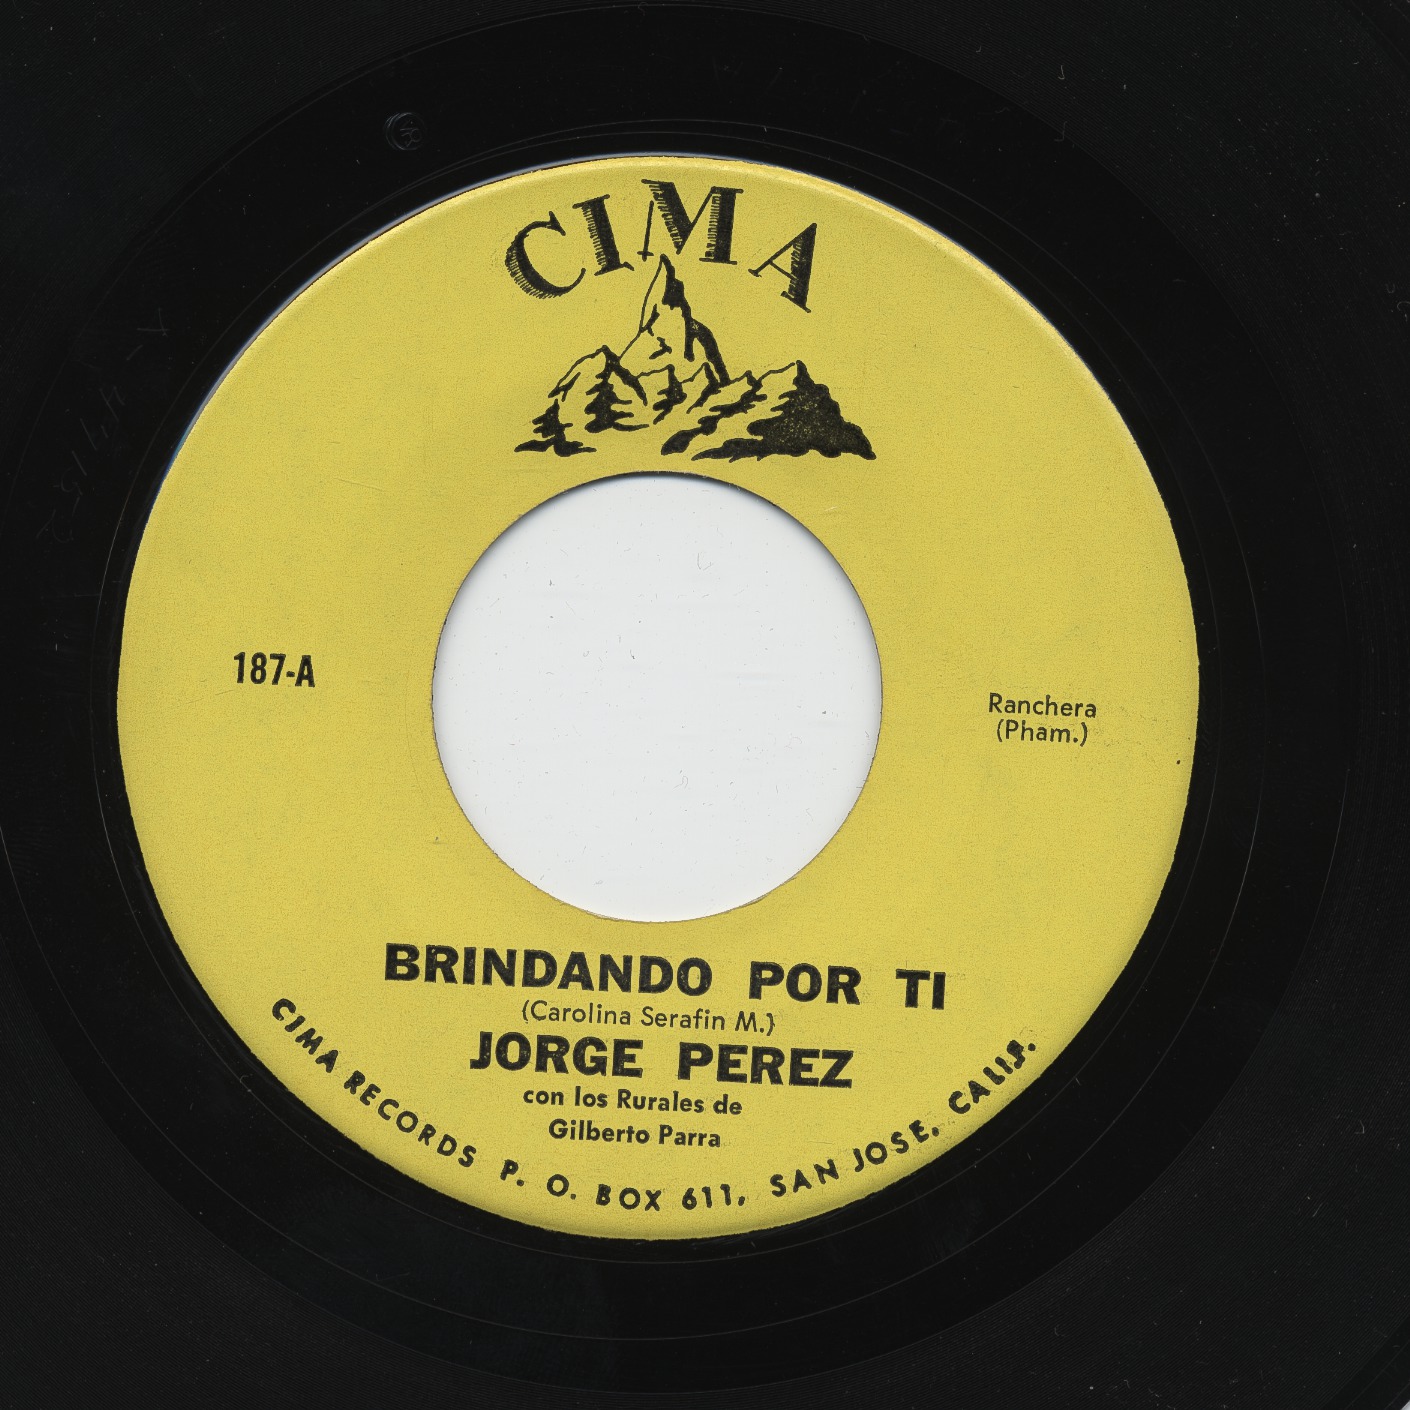 CIMA
187-A
Ranchera
(Pham.)
BRINDANDO POR TI
(Carolina Serafin M.)
JORGE PEREZ
con los Rurales de
Gilberto Parra
CIMA RECORDS P. O. BOX 611, SAN JOSE, CALIF.